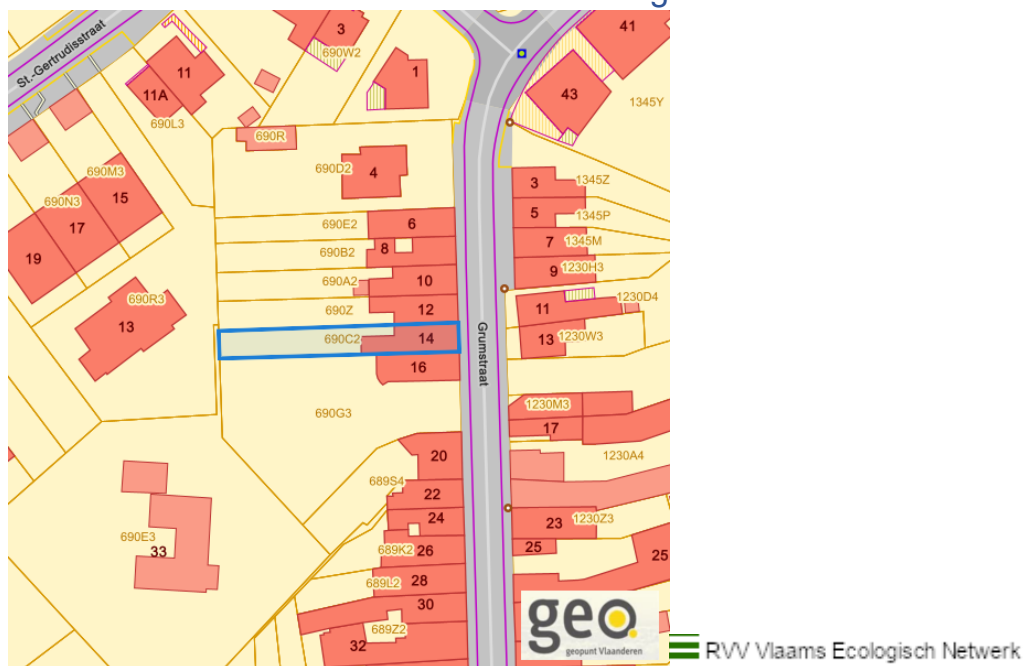 g
St.-Gertrudisstraat
3
690W2
41
1
11
11A
43
1345Y
690L3
690R
690D2
4
3
1345Z
690M3
15
690N3
17
19
5
1345P
690E2
6
7
1345M
690B2
8
9
1230H3
690A2
10
690R3
13
690Z
12
11
1230D4
690C2
14
13
1230W3
Grumstraat
16
690G3
1230M3
17
20
1230A4
689S4
22
24
23
1230Z3
690E3
33
689K2
26
25
25
689L2
28
30
689Z2
32
geo.
geopunt Vlaanderen
RVV Vlaams Ecologisch Netwerk